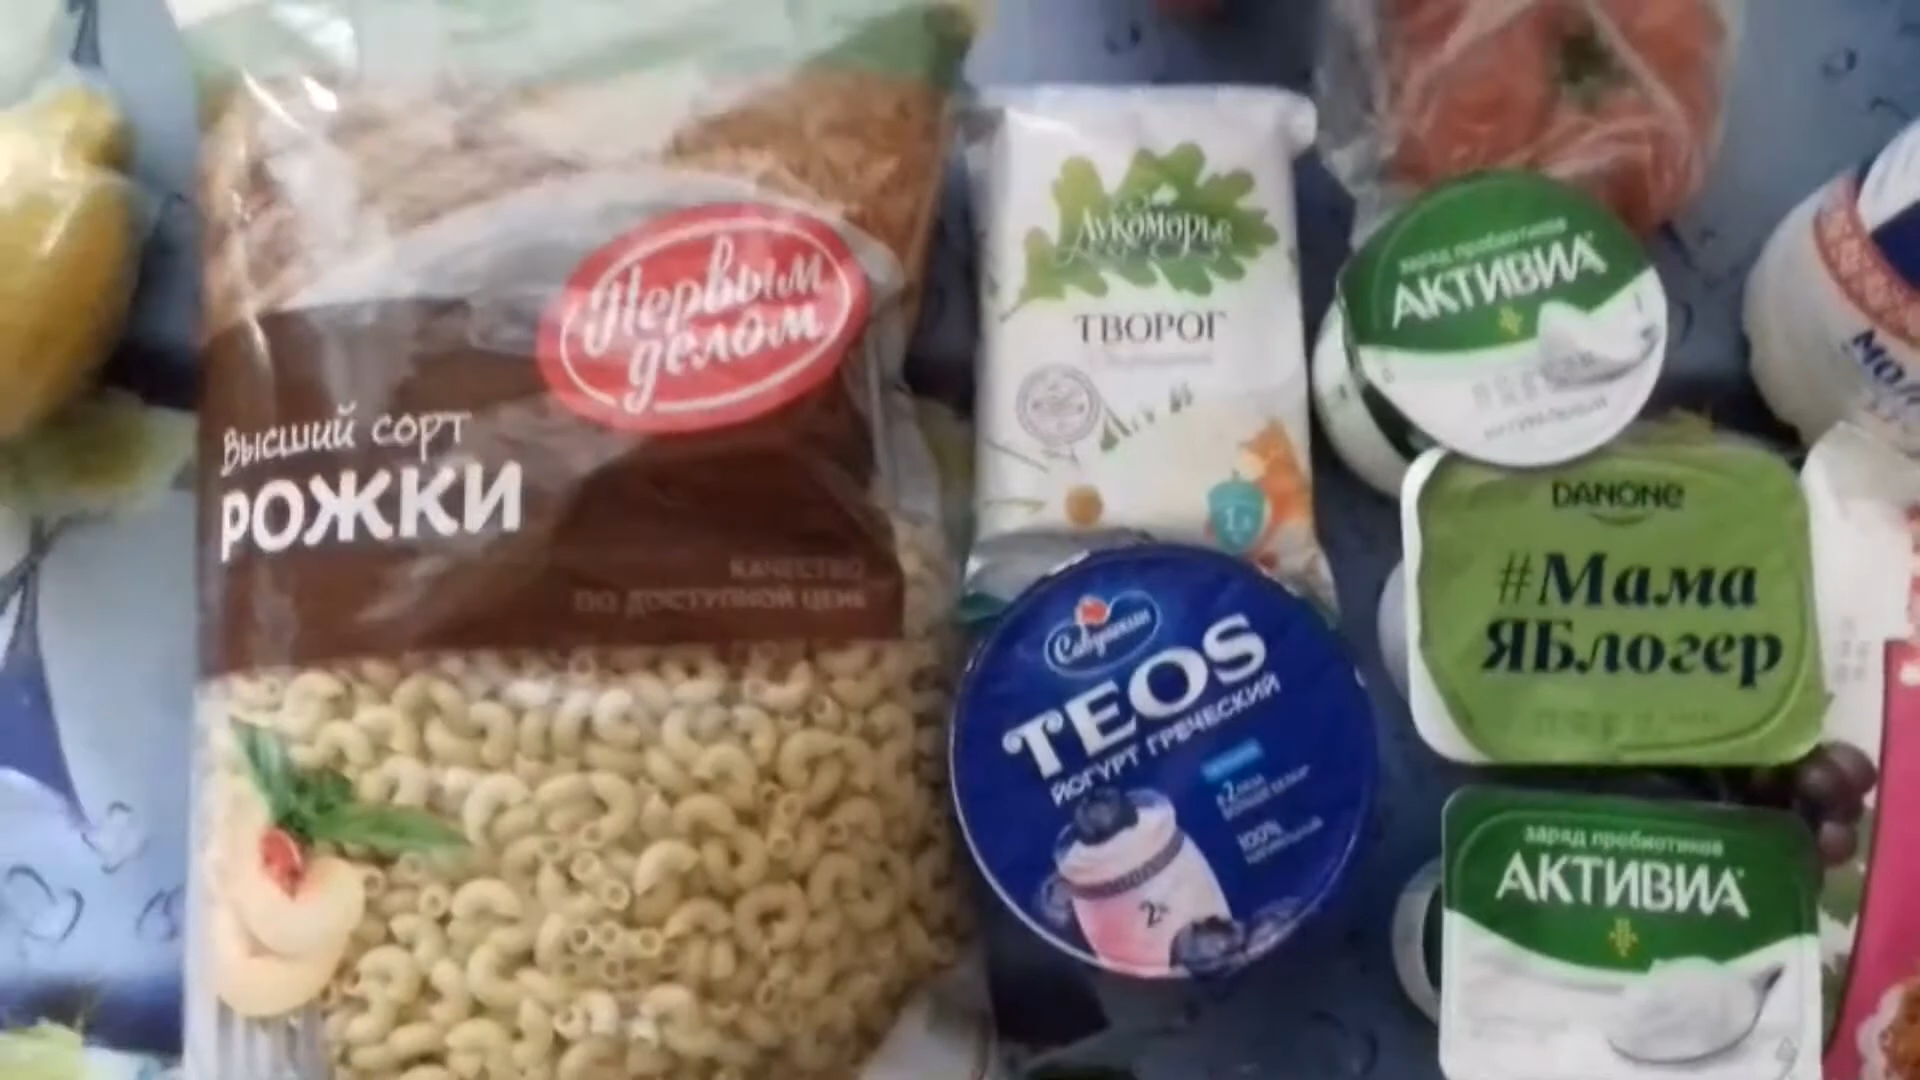 Первым
делом
Высший сорт
РОЖКИ
КАЧЕСТВО
ПО ДОСТУПНОЙ ЦЕНЕ
Лукоморье
ТВОРОГ
Савушкин
TEOS
ЙОГУРТ ГРЕЧЕСКИЙ
100%
2%
заряд пробиотиков
АКТИВИА
натуральный
DANONE
#Мама
ЯБлогер
заряд пробиотиков
АКТИВИА